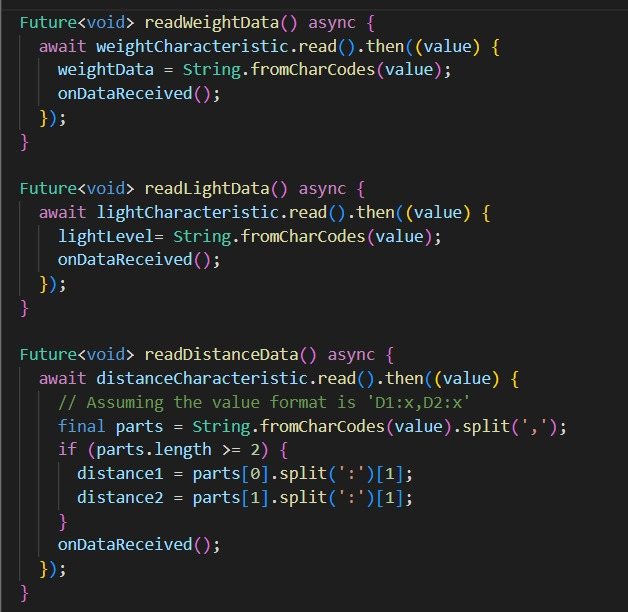 Future<void> readWeightData() async {
  await weightCharacteristic.read().then((value) {
    weightData = String.fromCharCodes(value);
    onDataReceived();
  });
}

Future<void> readLightData() async {
  await lightCharacteristic.read().then((value) {
    lightLevel= String.fromCharCodes(value);
    onDataReceived();
  });
}

Future<void> readDistanceData() async {
  await distanceCharacteristic.read().then((value) {
    // Assuming the value format is 'D1:x,D2:x'
    final parts = String.fromCharCodes(value).split(',');
    if (parts.length >= 2) {
      distance1 = parts[0].split(':')[1];
      distance2 = parts[1].split(':')[1];
    }
    onDataReceived();
  });
}